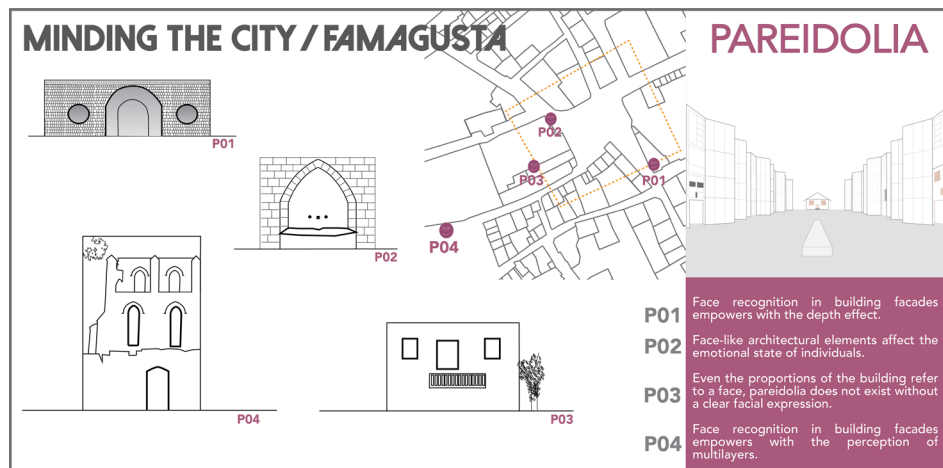 MINDING THE CITY / FAMAGUSTA
PAREIDOLIA
P01
P02
P03
P04
P02
P03
P01
P04
P01
Face recognition in building facades
empowers with the depth effect.
P02
Face-like architectural elements affect the
emotional state of individuals.
P03
Even the proportions of the building refer
to a face, pareidolia does not exist without
a clear facial expression.
P04
Face recognition in building facades
empowers with the perception of
multilayers.